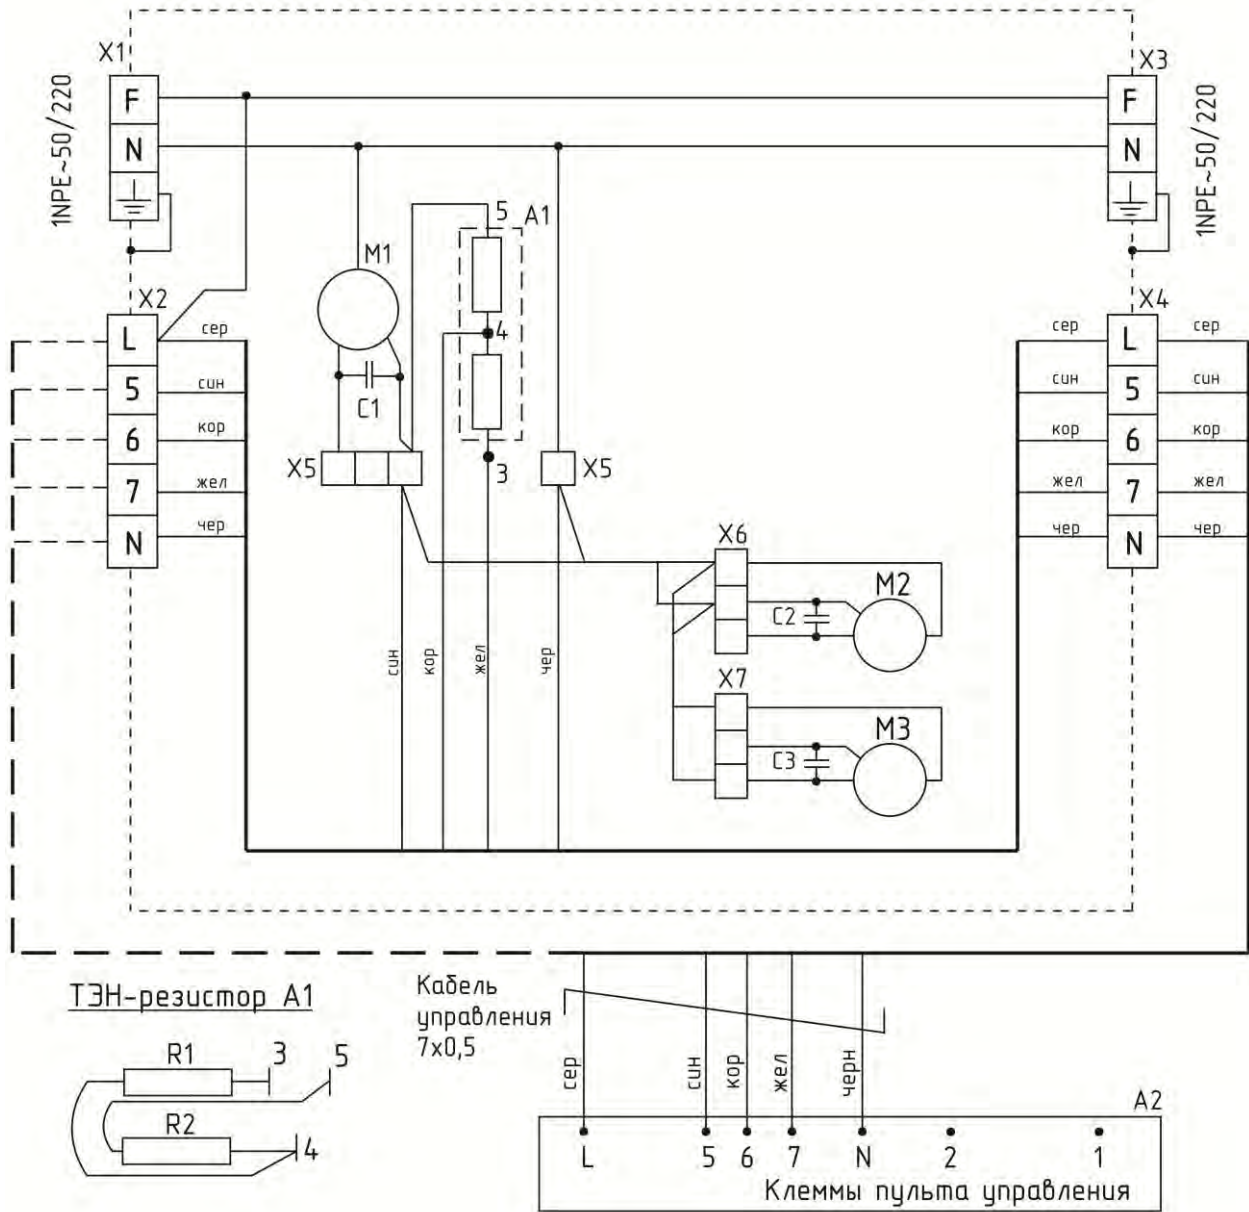 X1
X3
F
F
N
N
1NPE~50/220
1NPE~50/220
5
A1
M1
X2
X4
L
сер
4
сер
L
сер
5
син
C1
син
5
син
6
кор
кор
6
кор
X5
3
X5
7
жел
жел
7
жел
N
чер
чер
N
чер
X6
M2
C2
син
кор
жел
чер
X7
M3
C3
ТЭН-резистор А1
Кабель
управления
7x0,5
R1
3
5
R2
4
сер
син
кор
жел
черн
A2
L
5
6
7
N
2
1
Клеммы пульта управления